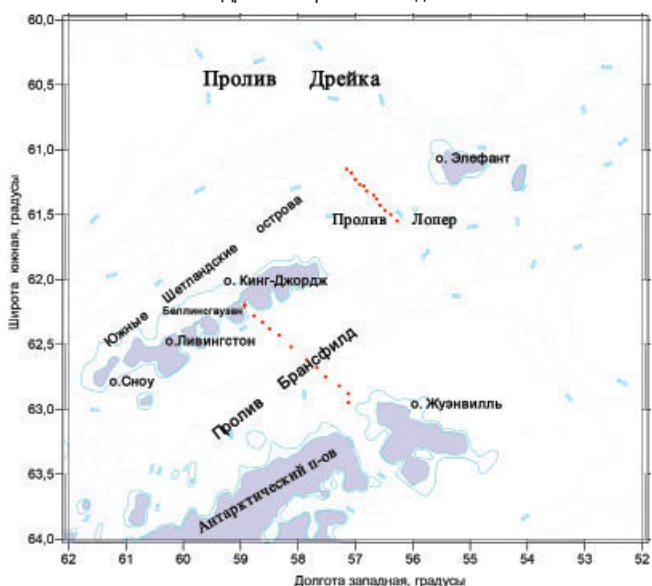 60,0
Пролив Дрейка
60,5
61,0
о. Элефант
61,5
Пролив Лопер
Южные Шетландские острова
62,0
о. Кинг-Джордж
Беллинсгаузен
62,5
о.Ливингстон
о.Сноу
Пролив Брансфилд
63,0
о. Жуэнвилль
63,5
Антарктический п-ов
64,0
62 61 60 59 58 57 56 55 54 53 52
Широта южная, градусы
Долгота западная, градусы